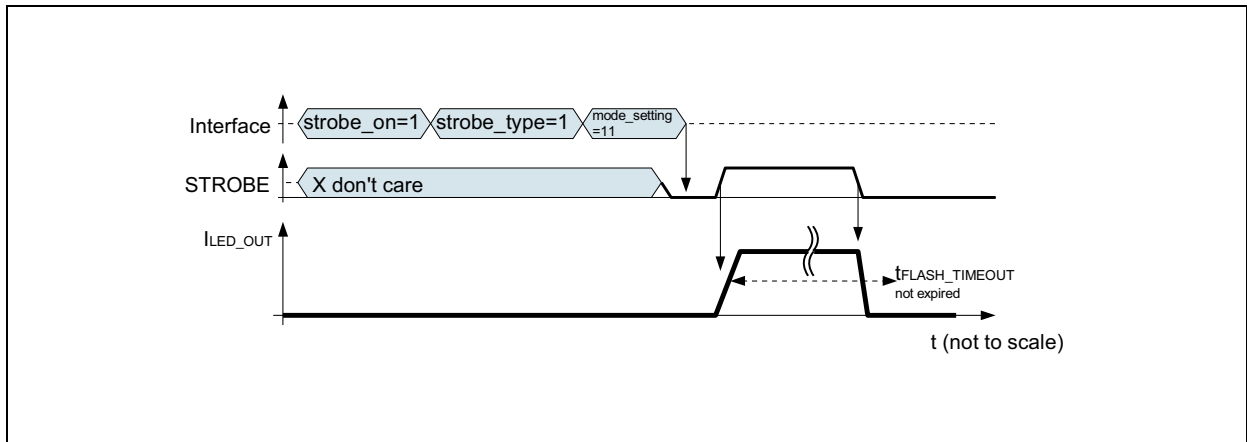 Interface
strobe_on=1
strobe_type=1
mode_setting
=11
STROBE
X don't care
ILED_OUT
tFLASH_TIMEOUT
not expired
t (not to scale)